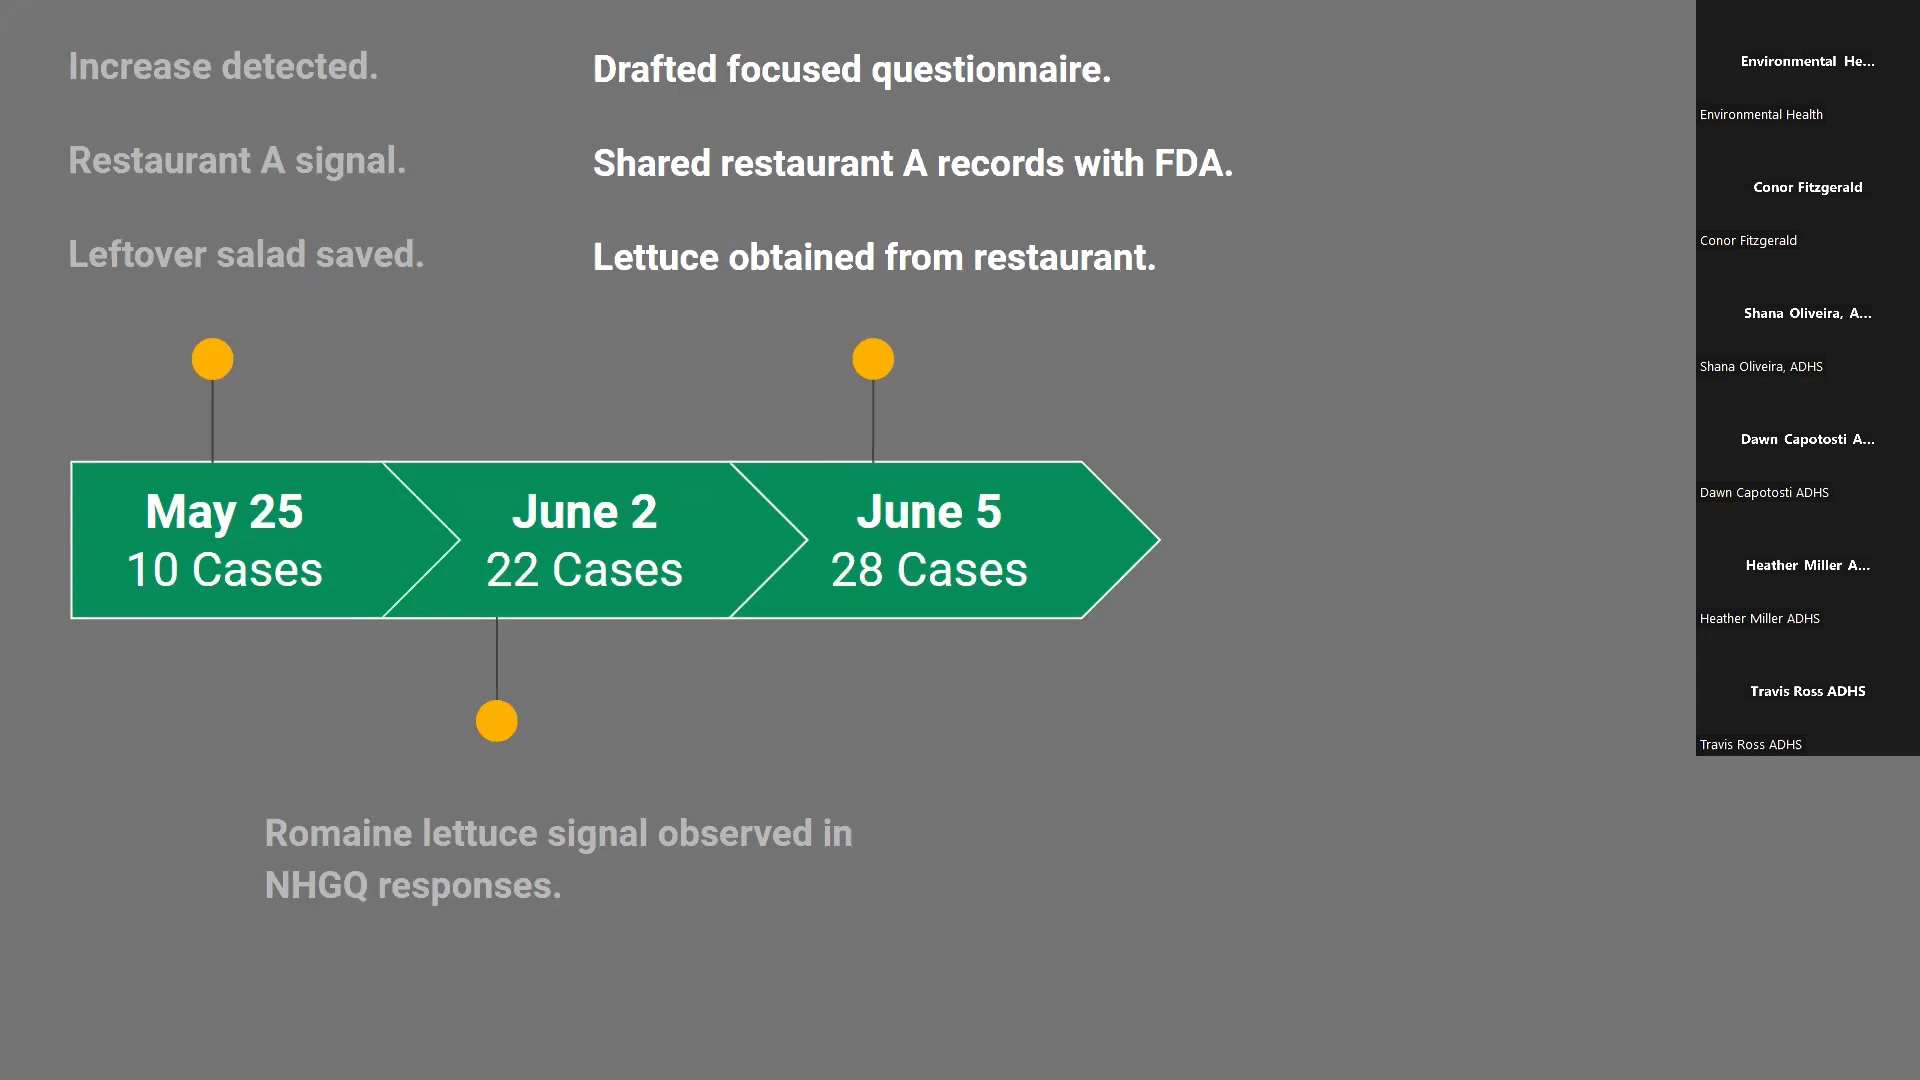 Increase detected.
Restaurant A signal.
Leftover salad saved.
Drafted focused questionnaire.
Shared restaurant A records with FDA.
Lettuce obtained from restaurant.
May 25
10 Cases
June 2
22 Cases
June 5
28 Cases
Romaine lettuce signal observed in
NHGQ responses.
Environmental He...
Environmental Health
Conor Fitzgerald
Conor Fitzgerald
Shana Oliveira, A...
Shana Oliveira, ADHS
Dawn Capotosti A...
Dawn Capotosti ADHS
Heather Miller A...
Heather Miller ADHS
Travis Ross ADHS
Travis Ross ADHS